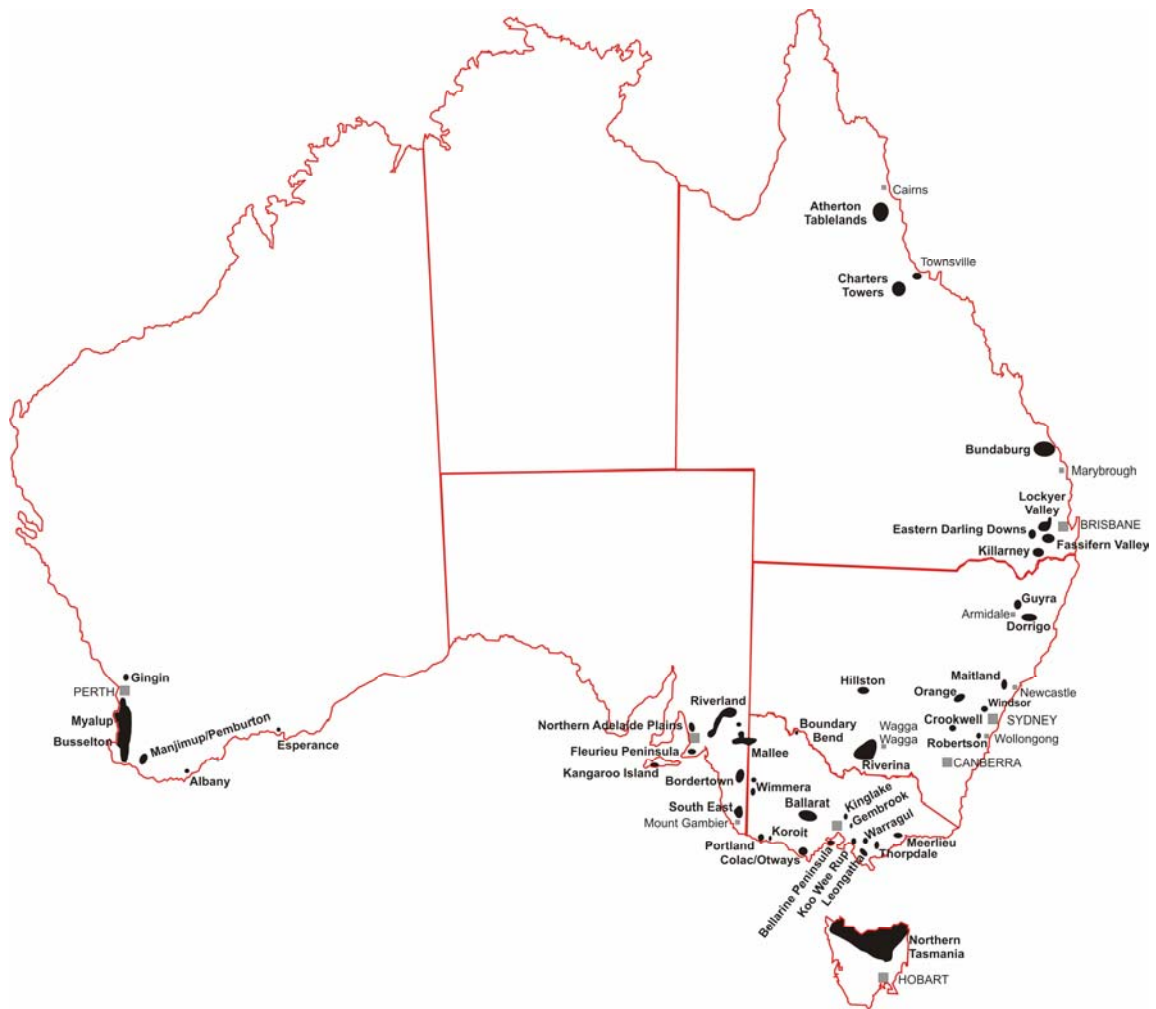 Cairns
Atherton
Tablelands
Townsville
Charters
Towers
Bundaburg
Marybrough
Lockyer
Valley
BRISBANE
Eastern Darling Downs
Fassifern Valley
Killarney
Guyra
Armidale
Dorrigo
Gingin
PERTH
Myalup
Busselton
Manjimup/Pemburton
Esperance
Albany
Maitland
Newcastle
Hillston
Orange
Windsor
Riverland
Crookwell
SYDNEY
Northern Adelaide Plains
Boundary
Bend
Wagga
Wagga
Robertson
Wollongong
Fleurieu Peninsula
Mallee
Riverina
CANBERRA
Kangaroo Island
Bordertown
Wimmera
Ballarat
Kinglake
Gembrook
South East
Mount Gambier
Warragul
Koroit
Portland
Meerlieu
Thorpdale
Colac/Otways
Bellarine Peninsula
Koo Wee Rup
Leongatha
Northern
Tasmania
HOBART